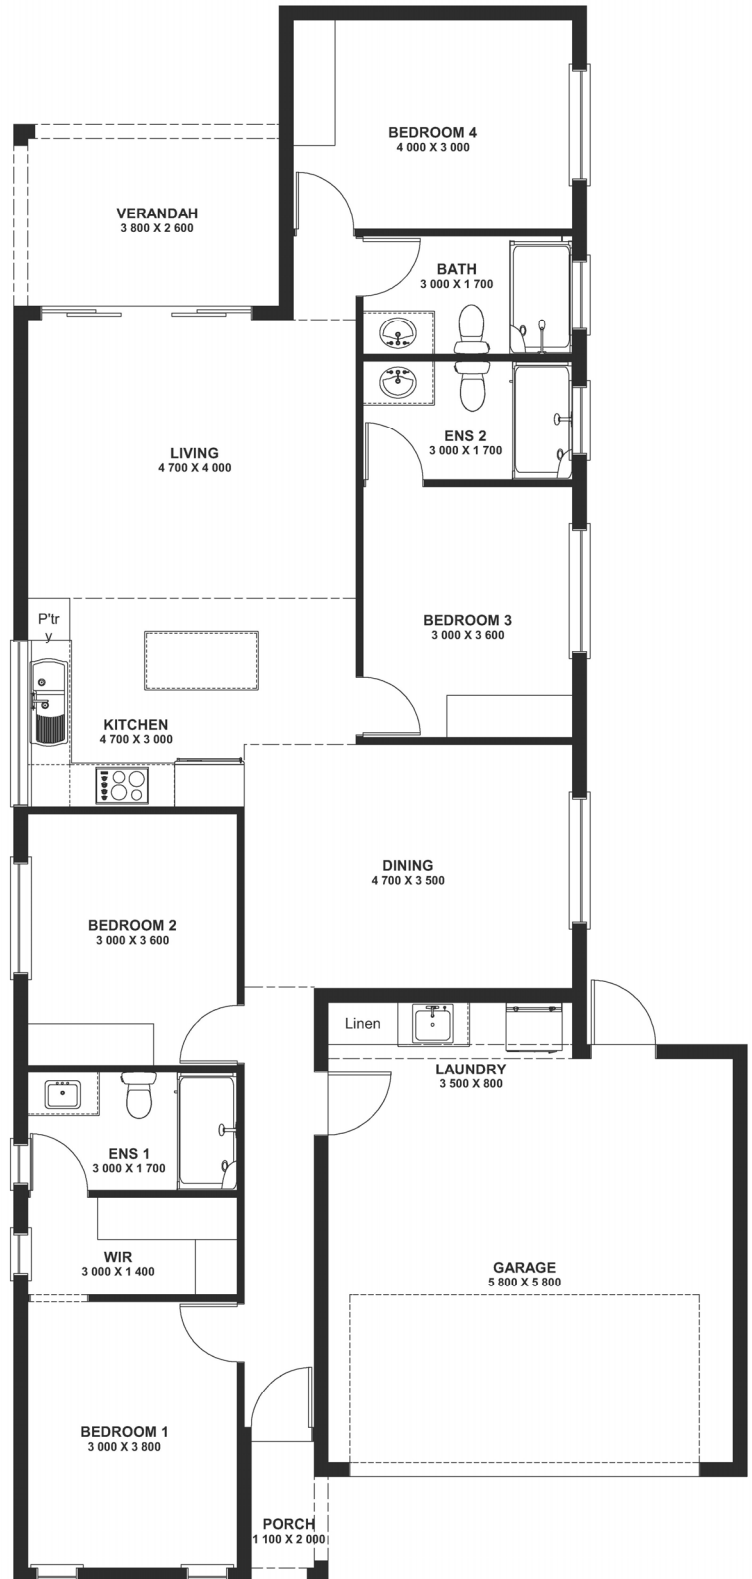 BEDROOM 4
4 000 X 3 000
VERANDAH
3 800 X 2 600
BATH
3 000 X 1 700
ENS 2
3 000 X 1 700
LIVING
4 700 X 4 000
BEDROOM 3
3 000 X 3 600
P'tr
y
KITCHEN
4 700 X 3 000
DINING
4 700 X 3 500
BEDROOM 2
3 000 X 3 600
Linen
LAUNDRY
3 500 X 800
ENS 1
3 000 X 1 700
WIR
3 000 X 1 400
GARAGE
5 800 X 5 800
BEDROOM 1
3 000 X 3 800
PORCH
1 100 X 2 000